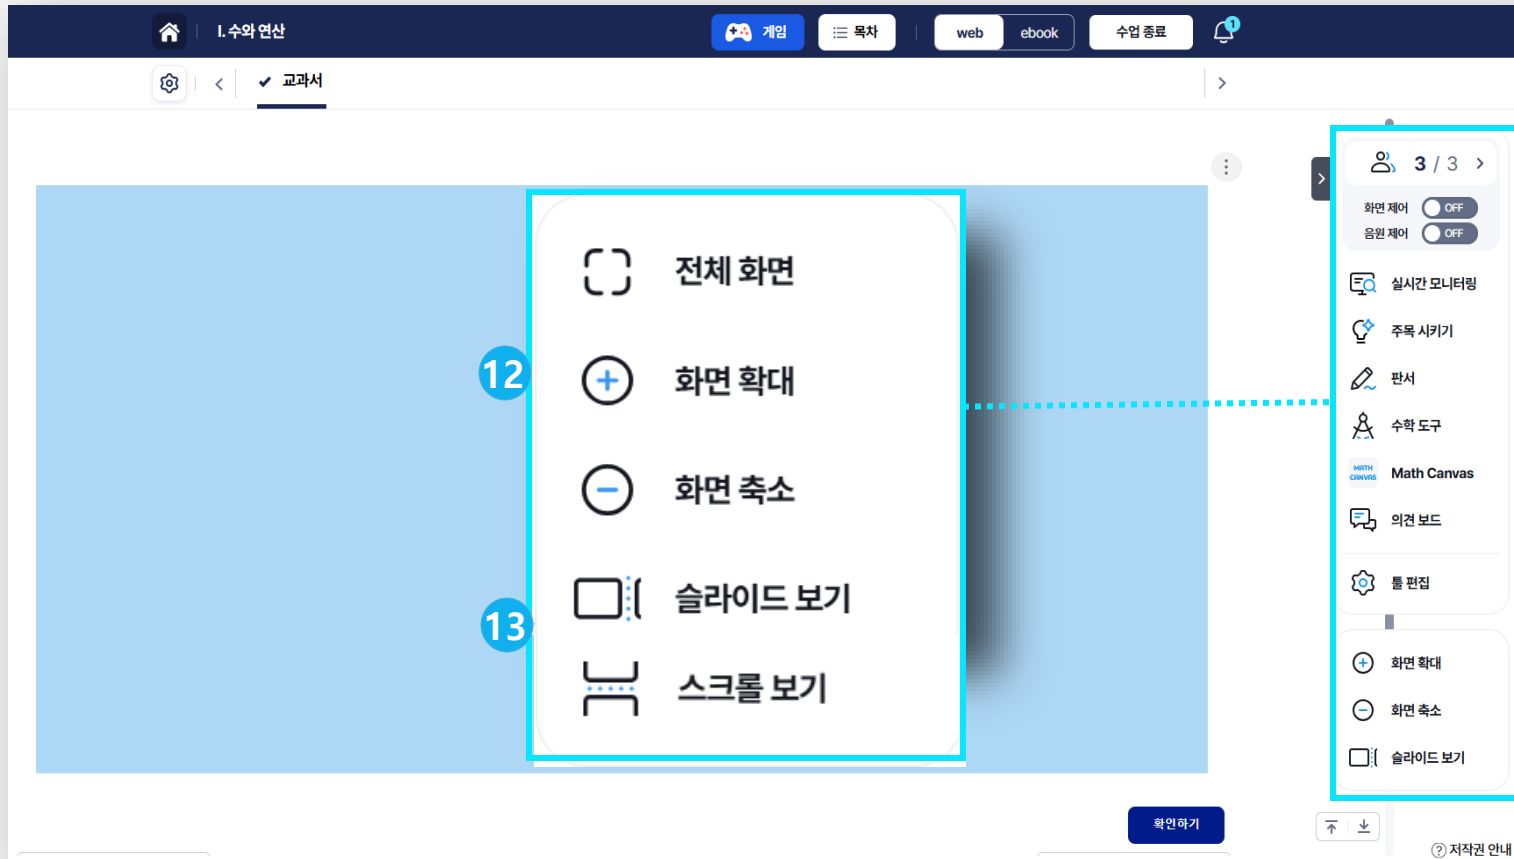 I. 수와 연산
게임
목차
web
ebook
수업 종료
1
교과서
3 / 3
화면 제어
OFF
음원 제어
OFF
전체 화면
12
화면 확대
화면 축소
13
슬라이드 보기
스크롤 보기
실시간 모니터링
주목 시키기
판서
수학 도구
MATH
CANVAS
Math Canvas
의견 보드
툴 편집
화면 확대
화면 축소
슬라이드 보기
확인하기
? 저작권 안내